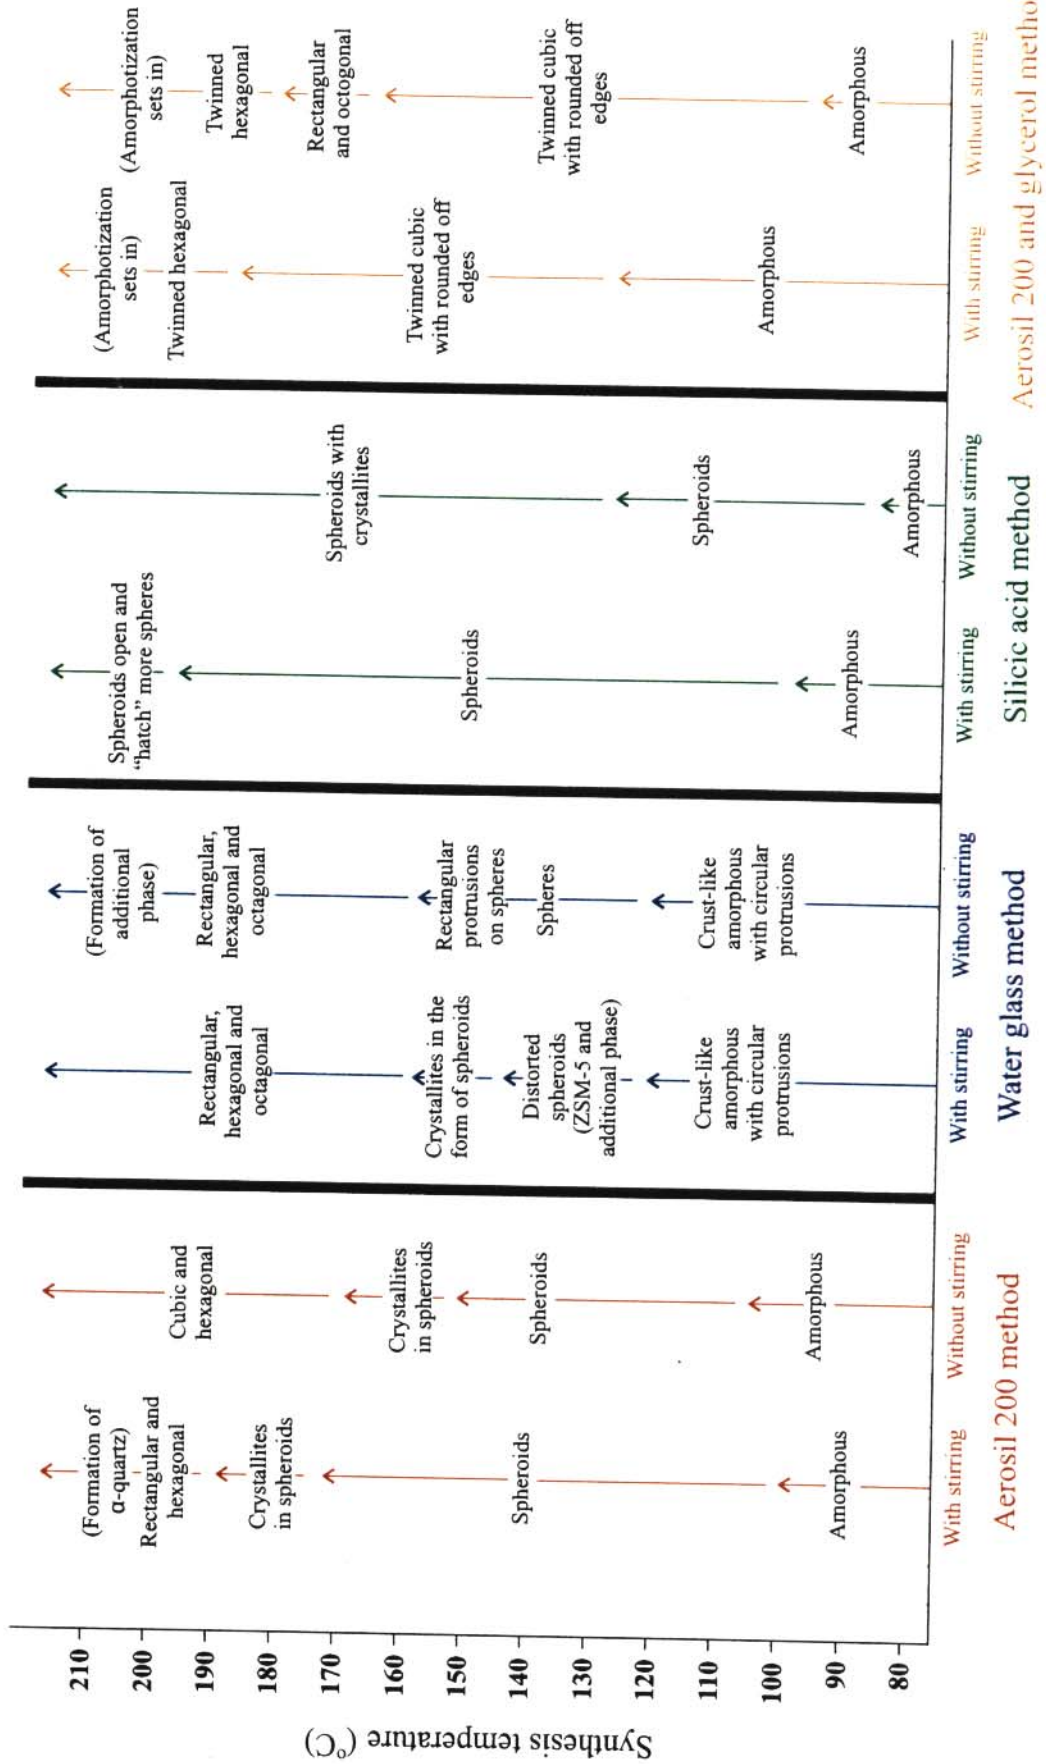 Synthesis temperature (°C)
210
200
190
180
170
160
150
140
130
120
110
100
90
80
(Formation of
α-quartz)
Rectangular and
hexagonal
Crystallites
in spheroids
Spheroids
Amorphous
With stirring
Cubic and
hexagonal
Crystallites
in spheroids
Spheroids
Amorphous
Without stirring
Aerosil 200 method
Rectangular,
hexagonal and
octagonal
Crystallites in the
form of spheroids
Distorted
spheroids
(ZSM-5 and
additional phase)
Crust-like
amorphous
with circular
protrusions
With stirring
(Formation of
additional
phase)
Rectangular,
hexagonal and
octagonal
Rectangular
protrusions
on spheres
Spheres
Crust-like
amorphous
with circular
protrusions
Without stirring
Water glass method
Spheroids open and
“hatch” more spheres
Spheroids
Amorphous
With stirring
Spheroids with
crystallites
Spheroids
Amorphous
Without stirring
Silicic acid method
(Amorphotization
sets in)
Twinned hexagonal
Twinned cubic
with rounded off
edges
Amorphous
With stirring
(Amorphotization
sets in)
Twinned
hexagonal
Rectangular
and octogonal
Twinned cubic
with rounded off
edges
Amorphous
Without stirring
Aerosil 200 and glycerol metho